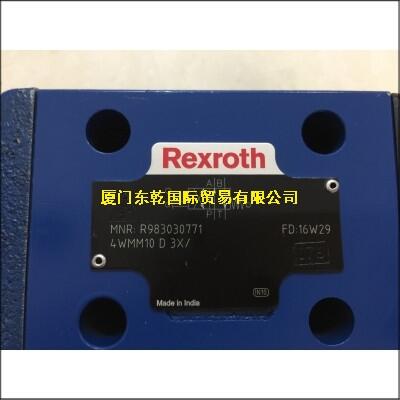 Rexroth
A B
厦门东乾国际贸易有限公司
P T
MNR: R983030771
FD:16W29
4WMM10 D 3X/
Made in India
IN10